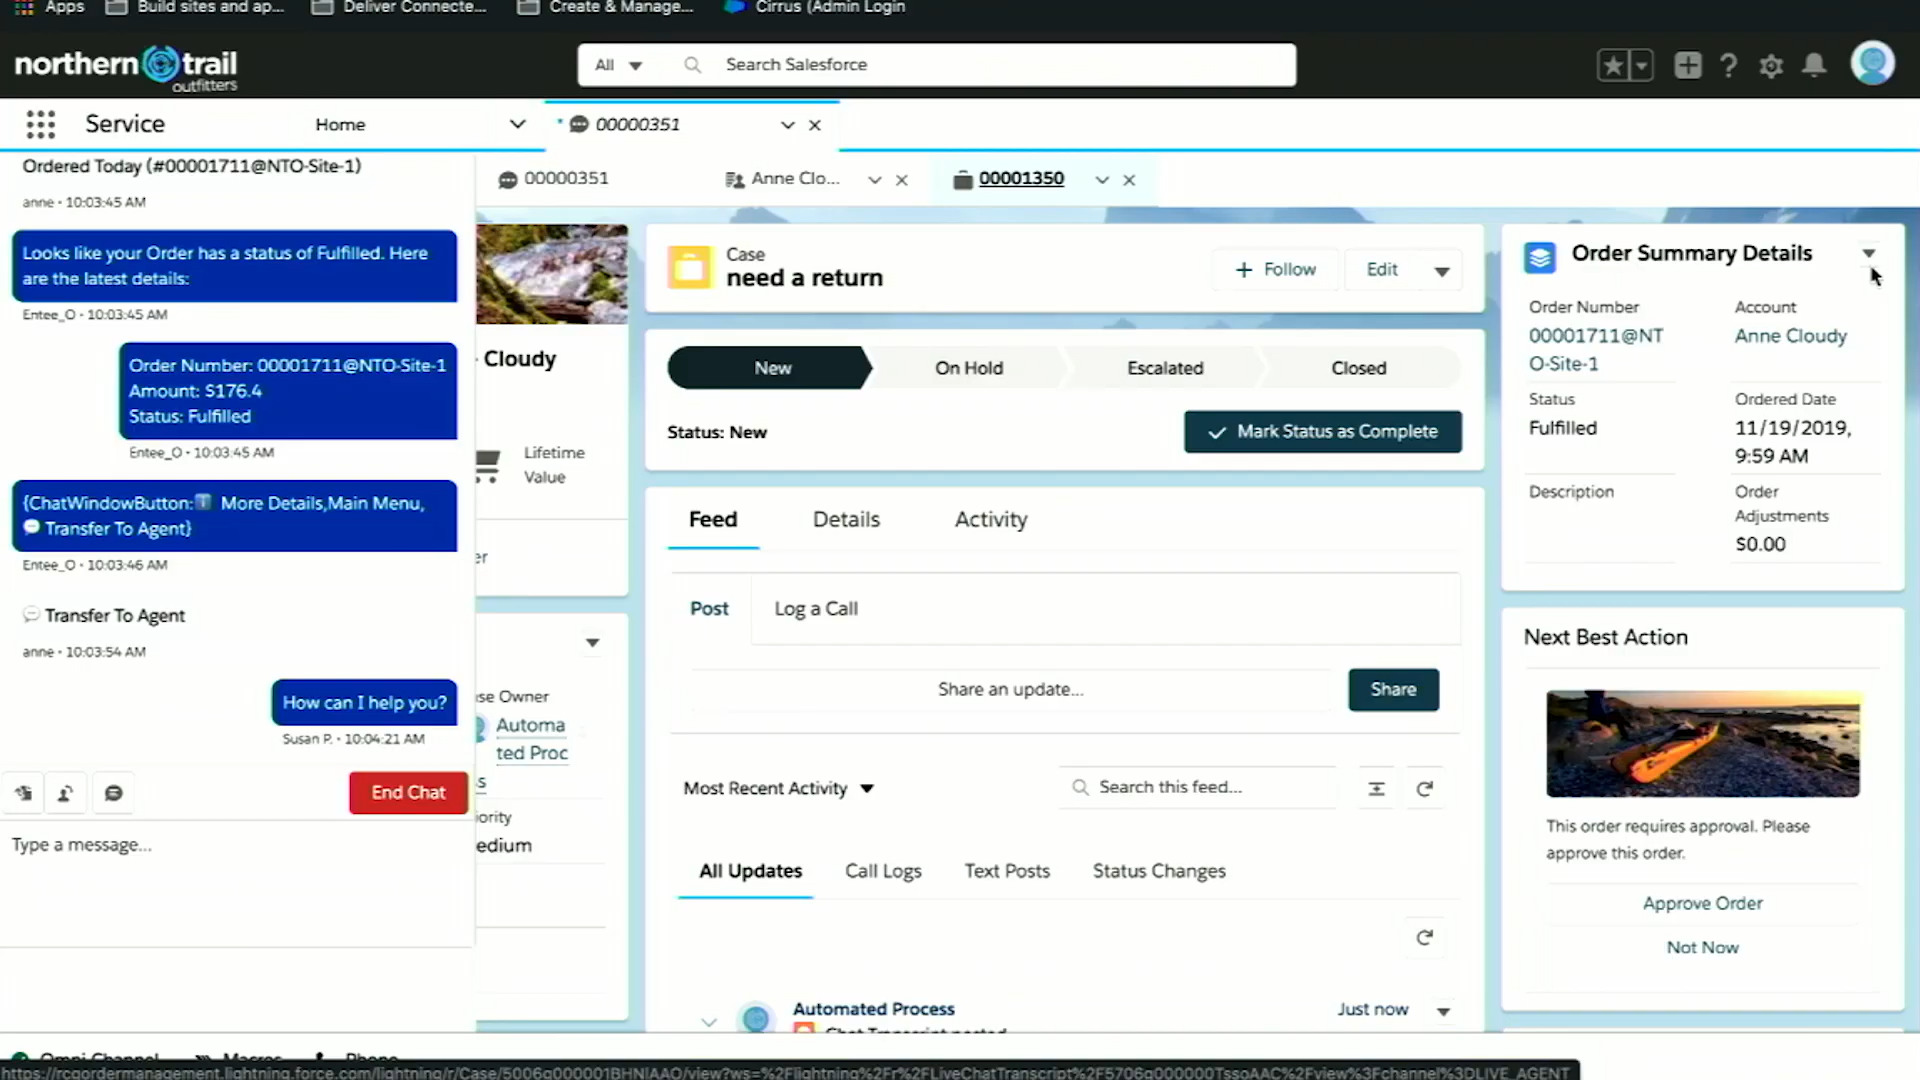 Apps
Build sites and ap...
Deliver Connecte...
Create & Manage...
Cirrus (Admin Login
northern trail
outfitters
All
Search Salesforce
Service
Home
00000351
Ordered Today (#00001711@NTO-Site-1)
anne • 10:03:45 AM
Looks like your Order has a status of Fulfilled. Here
are the latest details:
Entee_O • 10:03:45 AM
Order Number: 00001711@NTO-Site-1
Amount: $176.4
Status: Fulfilled
Entee_O • 10:03:45 AM
{ChatWindowButton: More Details,Main Menu,
Transfer To Agent}
Entee_O • 10:03:46 AM
Transfer To Agent
anne • 10:03:54 AM
How can I help you?
Susan P. • 10:04:21 AM
End Chat
Type a message...
00000351
Anne Clo...
00001350
Cloudy
Lifetime
Value
er
se Owner
Automa
ted Proc
s
ority
edium
Case
need a return
Follow
Edit
New
On Hold
Escalated
Closed
Status: New
Mark Status as Complete
Feed
Details
Activity
Post
Log a Call
Share an update...
Share
Most Recent Activity
Search this feed...
All Updates
Call Logs
Text Posts
Status Changes
Automated Process
Just now
Chat Transcript posted
Order Summary Details
Order Number
00001711@NT
O-Site-1
Account
Anne Cloudy
Status
Fulfilled
Ordered Date
11/19/2019,
9:59 AM
Description
Order
Adjustments
$0.00
Next Best Action
This order requires approval. Please
approve this order.
Approve Order
Not Now
Omni-Channel
Macros
Phone